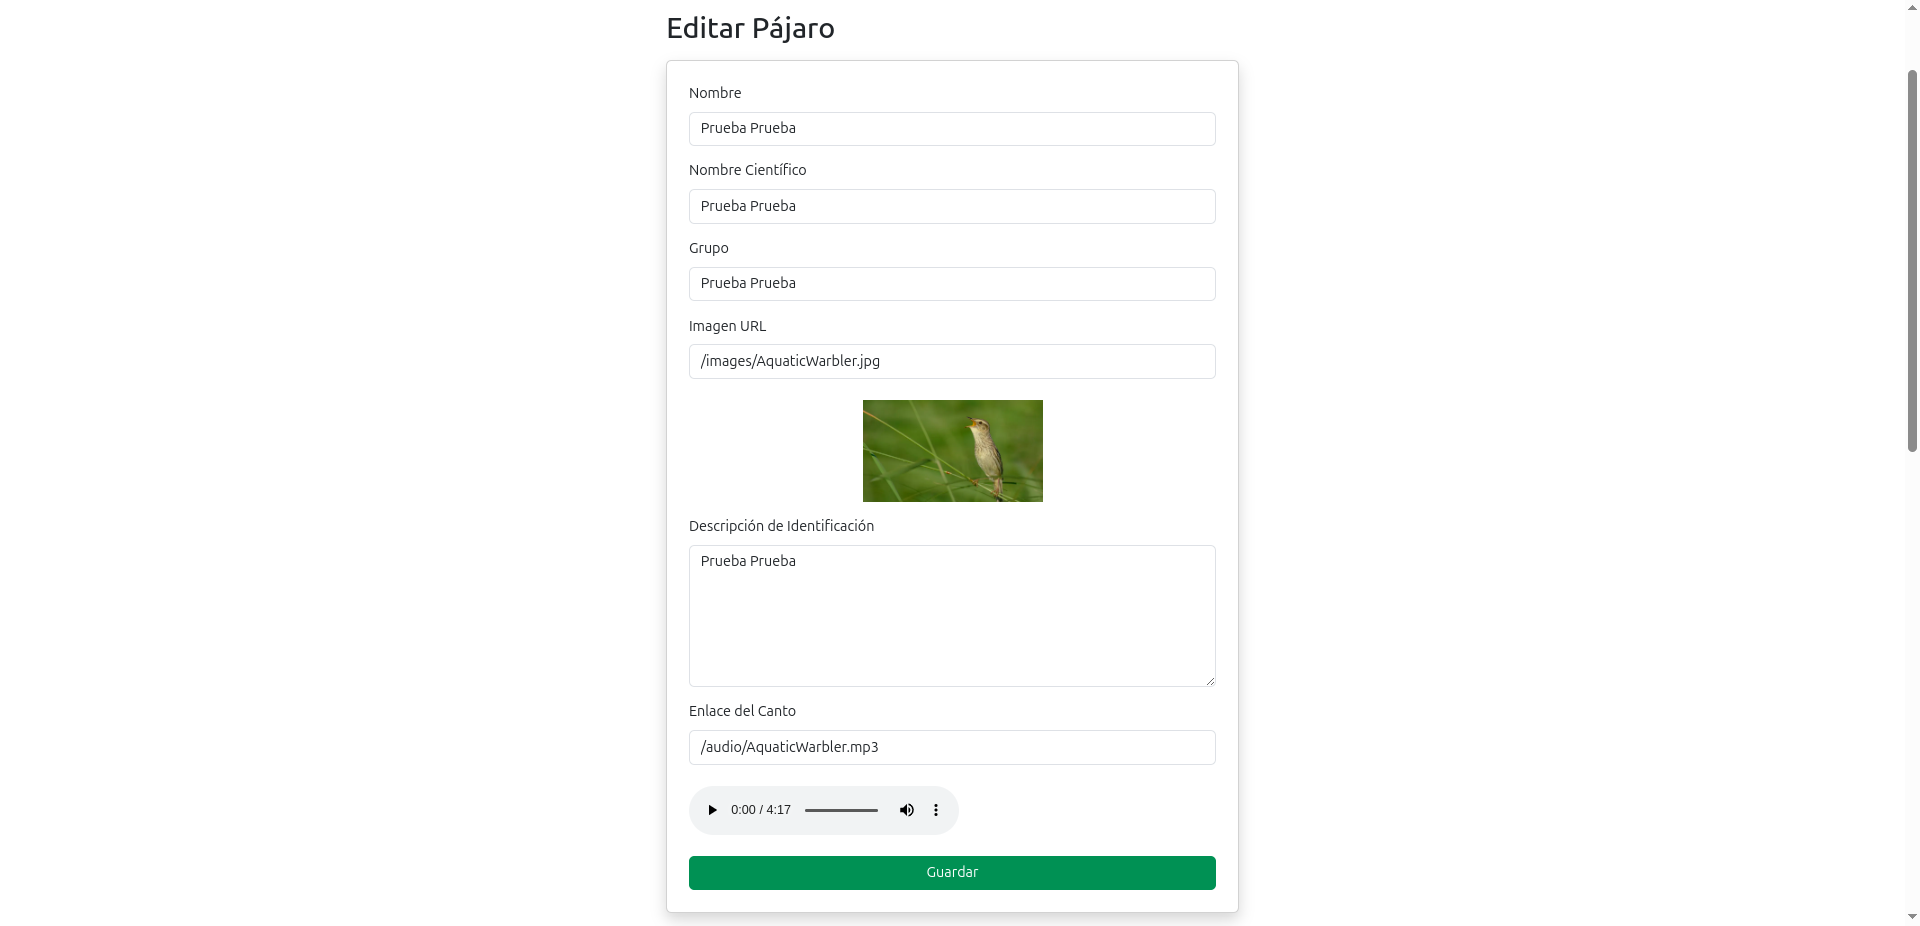 Editar Pájaro
Nombre
Prueba Prueba
Nombre Científico
Prueba Prueba
Grupo
Prueba Prueba
Imagen URL
/images/AquaticWarbler.jpg
Descripción de Identificación
Prueba Prueba
Enlace del Canto
/audio/AquaticWarbler.mp3
0:00 / 4:17
Guardar